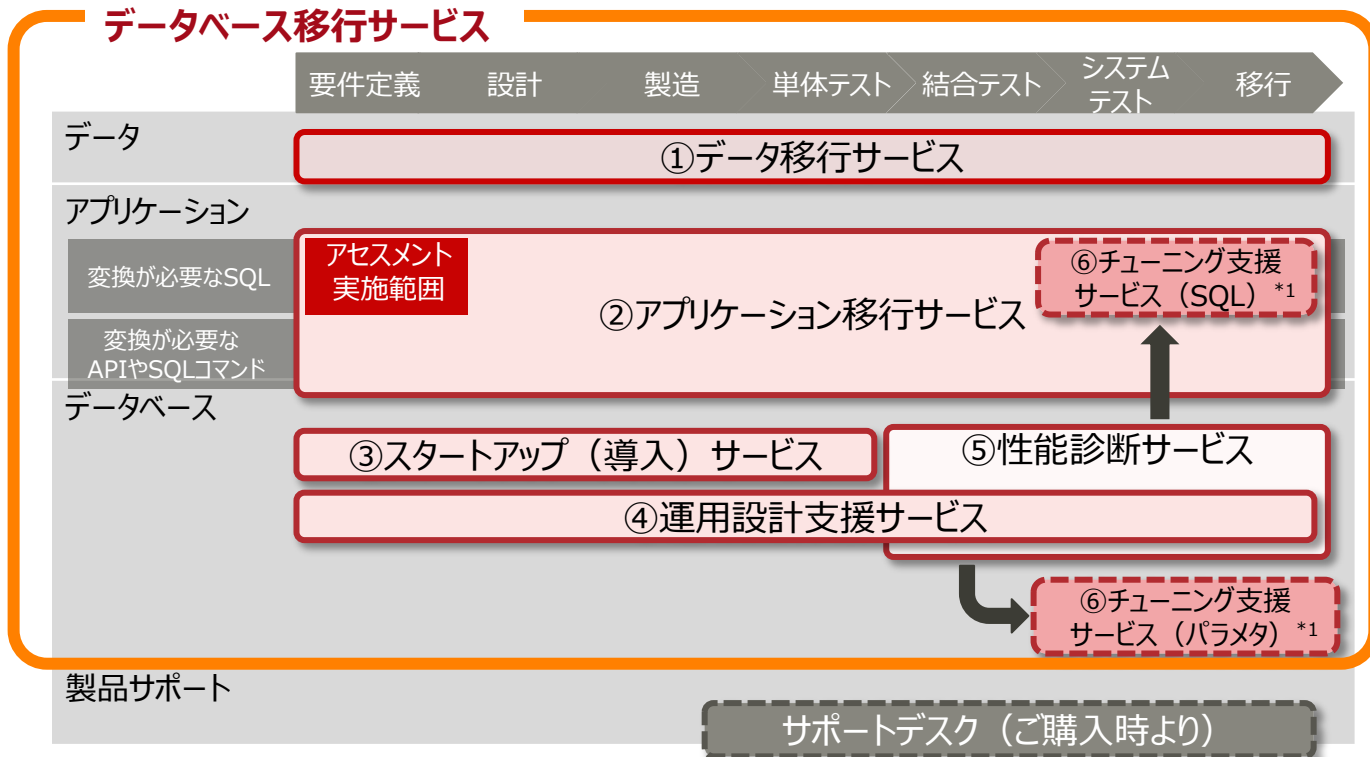 データベース移行サービス
要件定義
設計
製造
単体テスト
結合テスト
システム
テスト
移行
データ
①データ移行サービス
アプリケーション
変換が必要なSQL
アセスメント
実施範囲
②アプリケーション移行サービス
⑥チューニング支援
サービス（SQL）*1
変換が必要な
APIやSQLコマンド
データベース
③スタートアップ（導入）サービス
⑤性能診断サービス
④運用設計支援サービス
⑥チューニング支援
サービス（パラメタ）*1
製品サポート
サポートデスク（ご購入時より）